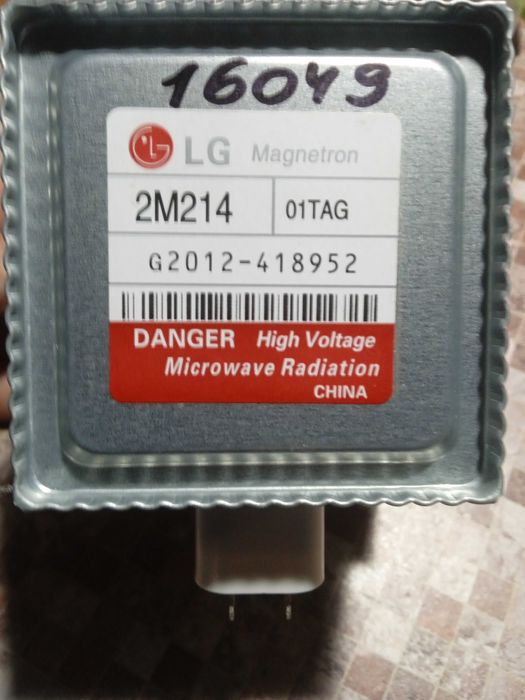 16049
LG Magnetron
2M214 01TAG
G2012-418952
DANGER High Voltage
Microwave Radiation
CHINA